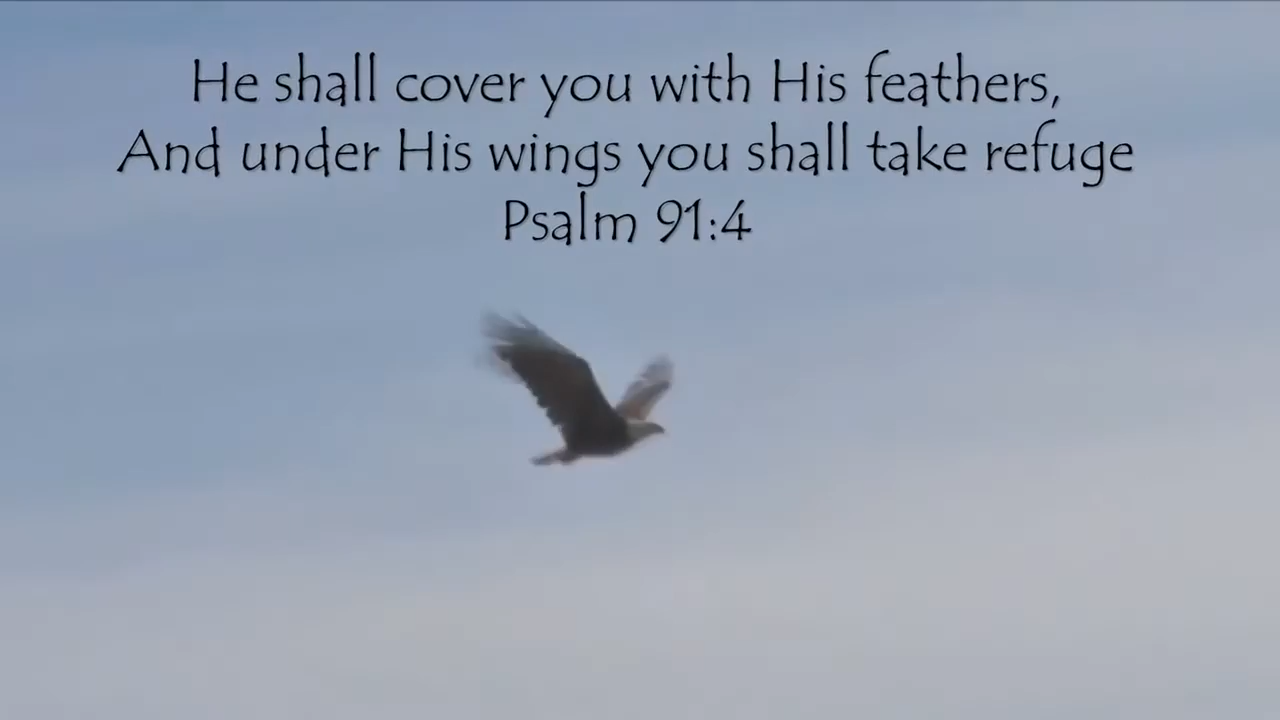 He shall cover you with His feathers,
And under His wings you shall take refuge
Psalm 91:4